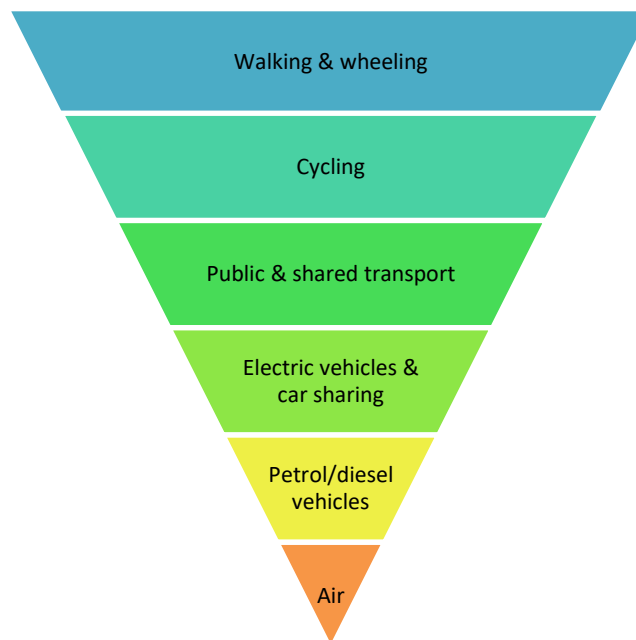 Walking & wheeling
Cycling
Public & shared transport
Electric vehicles &
car sharing
Petrol/diesel
vehicles
Air